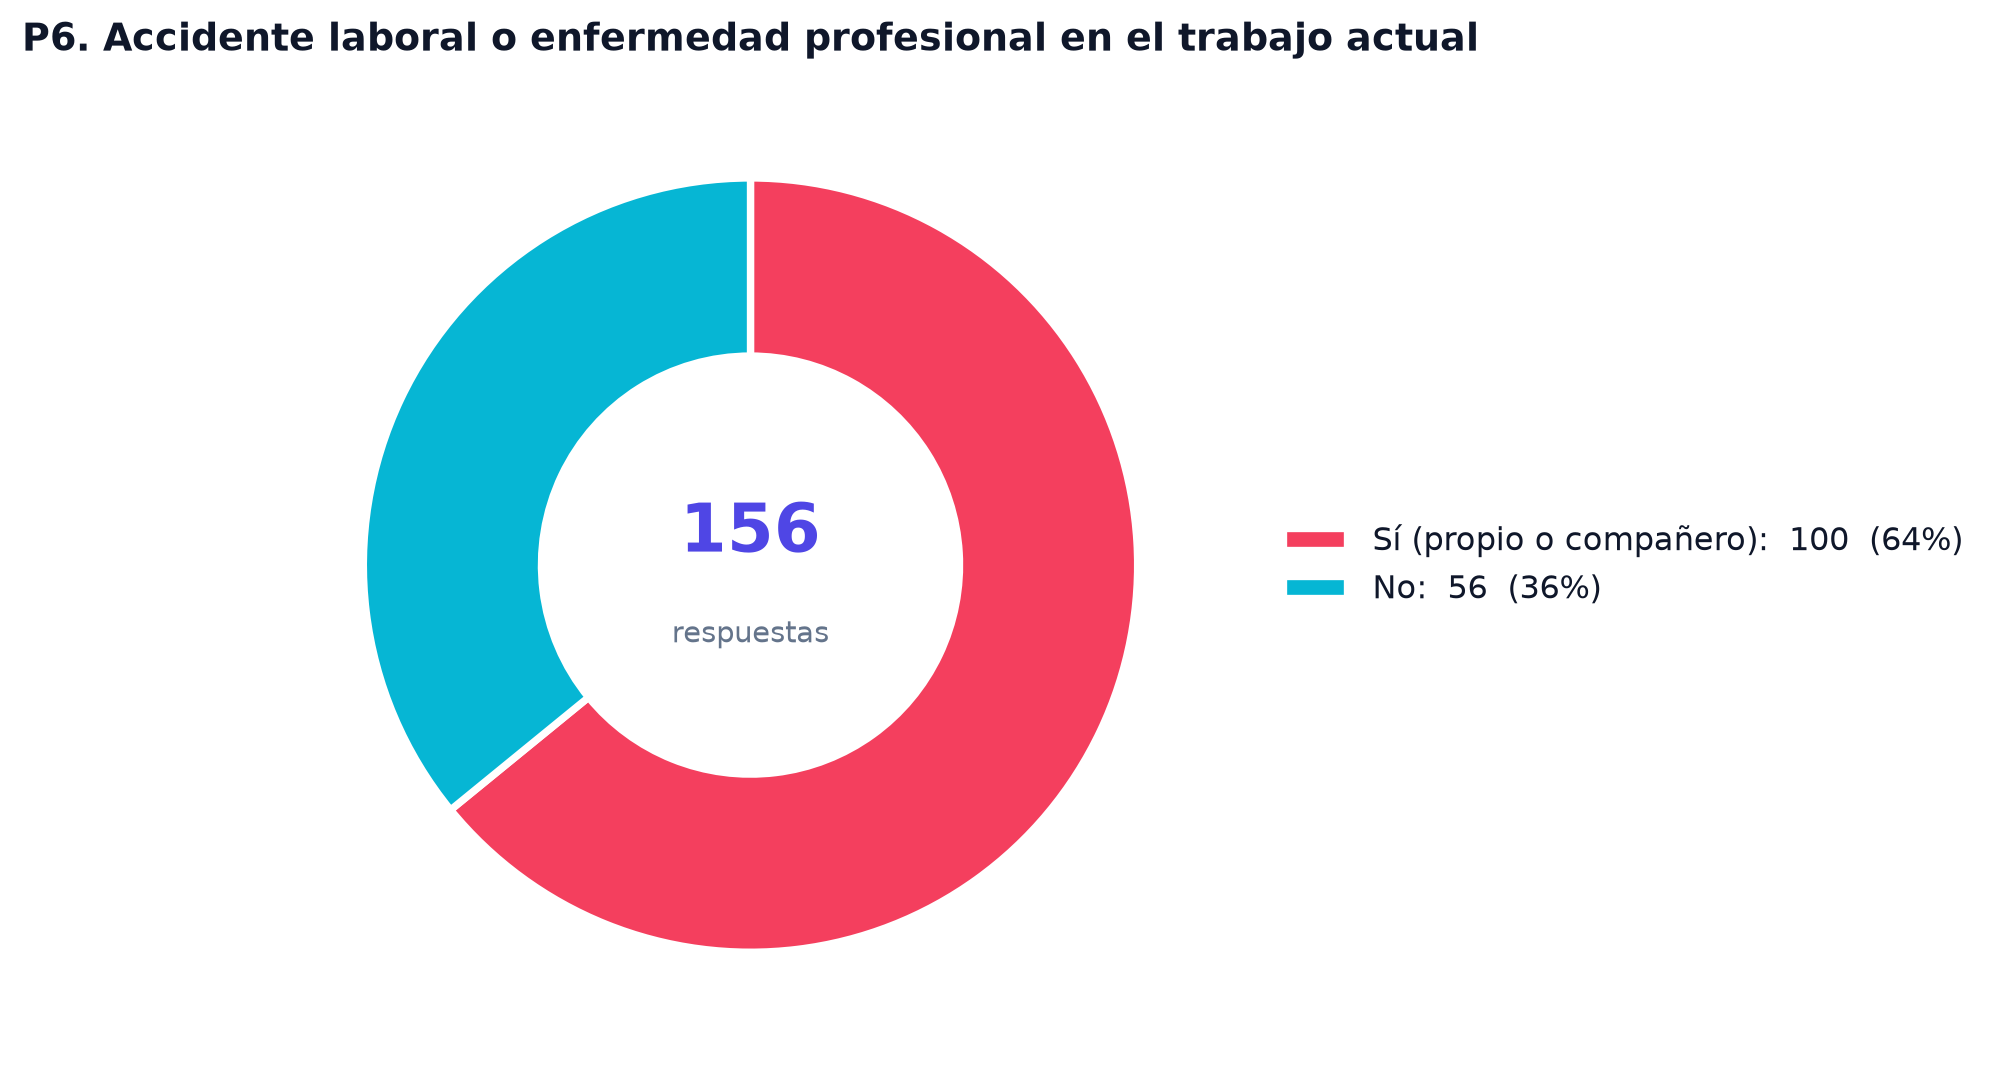 P6. Accidente laboral o enfermedad profesional en el trabajo actual
156
respuestas
Sí (propio o compañero): 100 (64%)
No: 56 (36%)